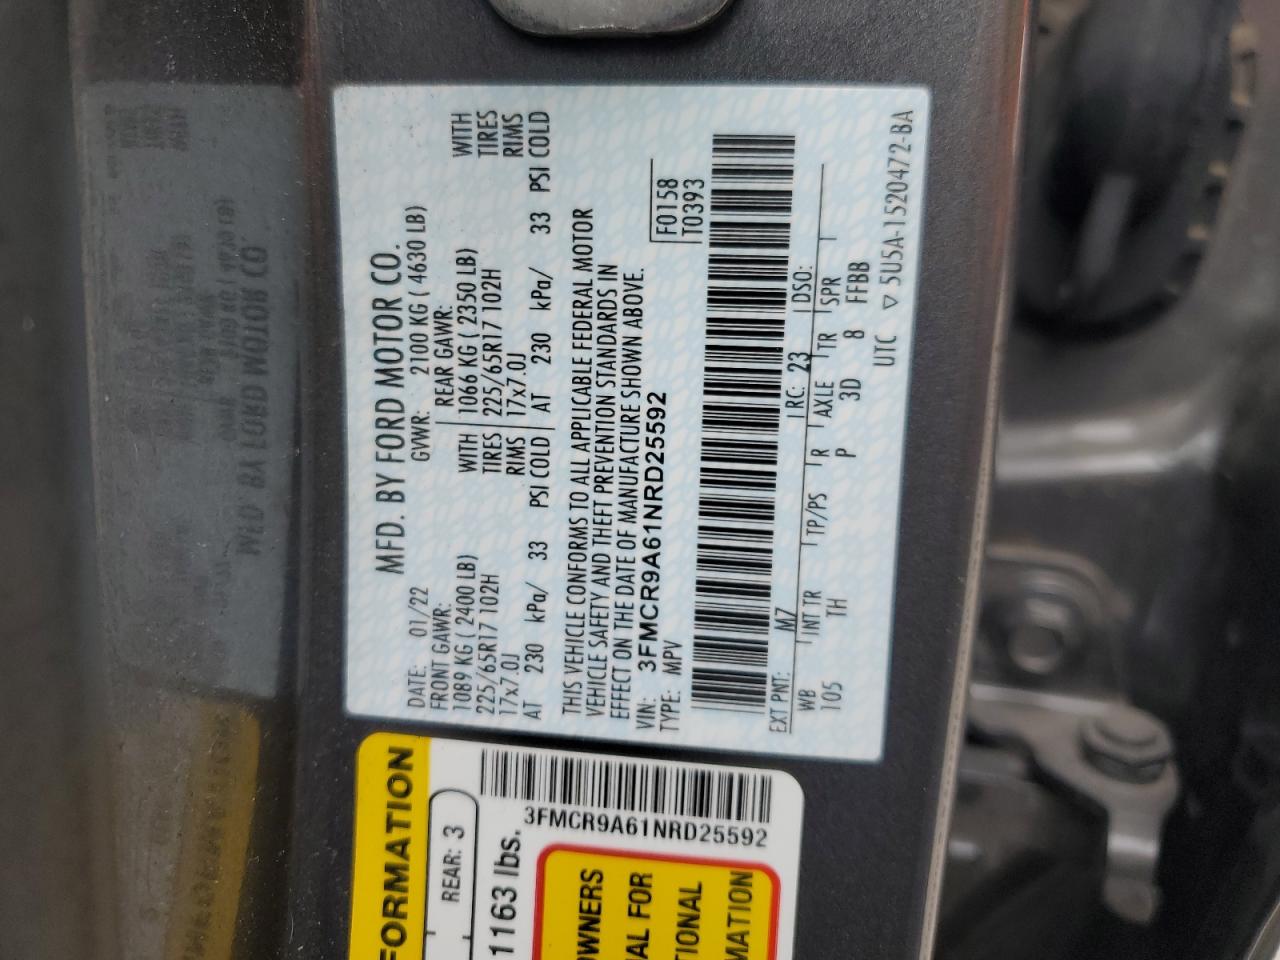 MFD. BY FORD MOTOR CO.
DATE: 01/22 GVWR: 2100 KG ( 4630 LB)
FRONT GAWR: REAR GAWR:
1089 KG ( 2400 LB) WITH 1066 KG ( 2350 LB) WITH
225/65R17 102H TIRES 225/65R17 102H TIRES
17x7.0J RIMS 17x7.0J RIMS
AT 230 kPa/ 33 PSI COLD AT 230 kPa/ 33 PSI COLD
THIS VEHICLE CONFORMS TO ALL APPLICABLE FEDERAL MOTOR
VEHICLE SAFETY AND THEFT PREVENTION STANDARDS IN
EFFECT ON THE DATE OF MANUFACTURE SHOWN ABOVE.
VIN: 3FMCR9A61NRD25592
TYPE: MPV
F0158
T0393
EXT PNT: M7 RC: 23 DSO:
WB INT TR TP/PS R AXLE TR SPR
105 TH P 3D 8 FFBB
UTC ▽ 5U5A-1520472-BA
FORMATION
REAR: 3
1163 lbs.
3FMCR9A61NRD25592
OWNERS
AL FOR
TIONAL
MATION